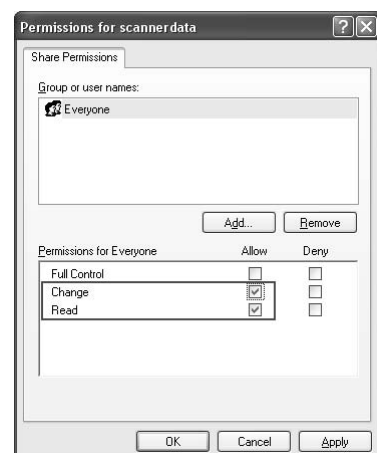 Permissions for scannerdata
Share Permissions
Group or user names:
Everyone
Add... Remove
Permissions for Everyone Allow Deny
Full Control
Change
Read
OK Cancel Apply